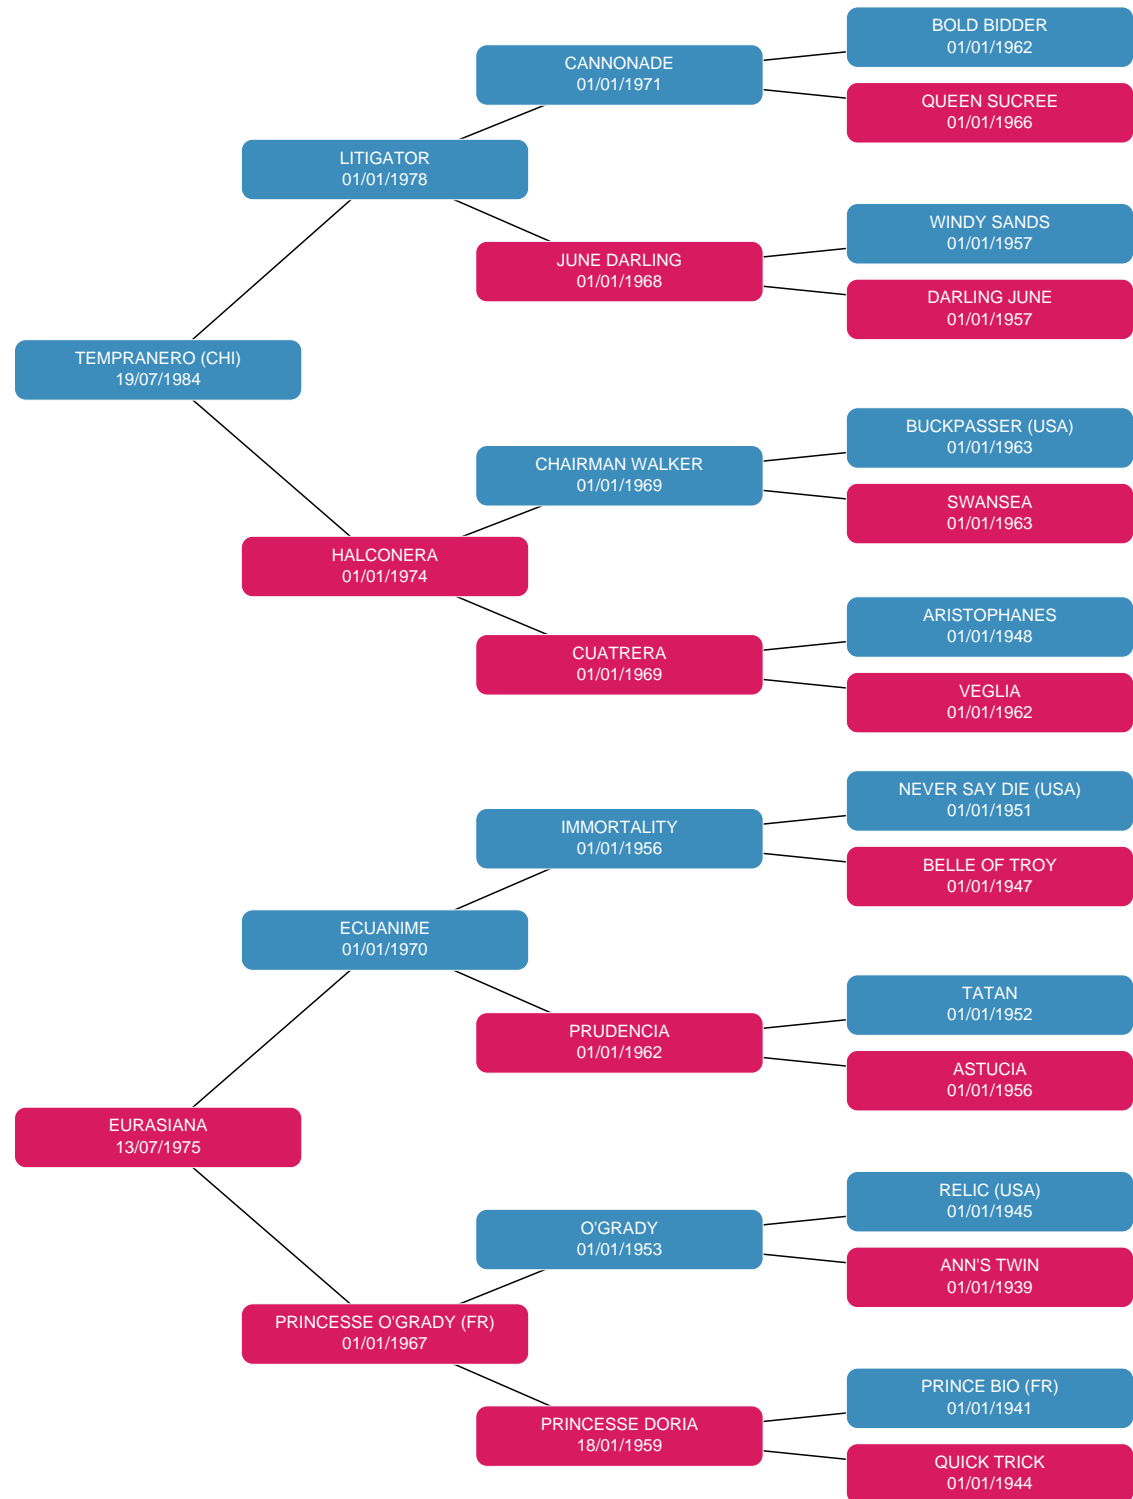 BOLD BIDDER
01/01/1962
CANNONADE
01/01/1971
QUEEN SUCREE
01/01/1966
LITIGATOR
01/01/1978
WINDY SANDS
01/01/1957
JUNE DARLING
01/01/1968
DARLING JUNE
01/01/1957
TEMPRANERO (CHI)
19/07/1984
BUCKPASSER (USA)
01/01/1963
CHAIRMAN WALKER
01/01/1969
SWANSEA
01/01/1963
HALCONERA
01/01/1974
ARISTOPHANES
01/01/1948
CUATRERA
01/01/1969
VEGLIA
01/01/1962
NEVER SAY DIE (USA)
01/01/1951
IMMORTALITY
01/01/1956
BELLE OF TROY
01/01/1947
ECUANIME
01/01/1970
TATAN
01/01/1952
PRUDENCIA
01/01/1962
ASTUCIA
01/01/1956
EURASIANA
13/07/1975
RELIC (USA)
01/01/1945
O'GRADY
01/01/1953
ANN'S TWIN
01/01/1939
PRINCESSE O'GRADY (FR)
01/01/1967
PRINCE BIO (FR)
01/01/1941
PRINCESSE DORIA
18/01/1959
QUICK TRICK
01/01/1944